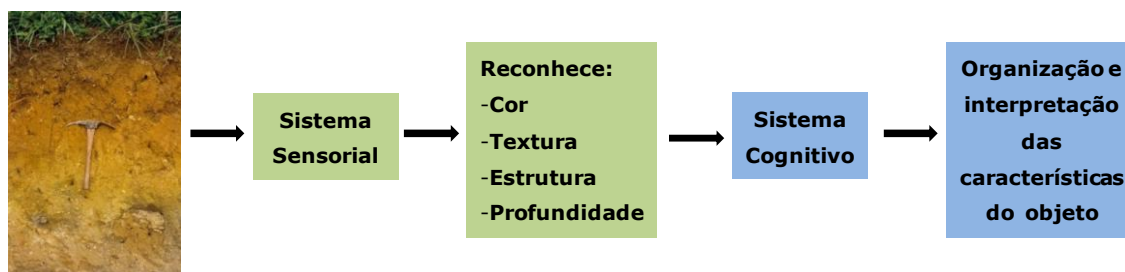 Sistema
Sensorial
Reconhece:
-Cor
-Textura
-Estrutura
-Profundidade
Sistema
Cognitivo
Organização e
interpretação
das
características
do objeto